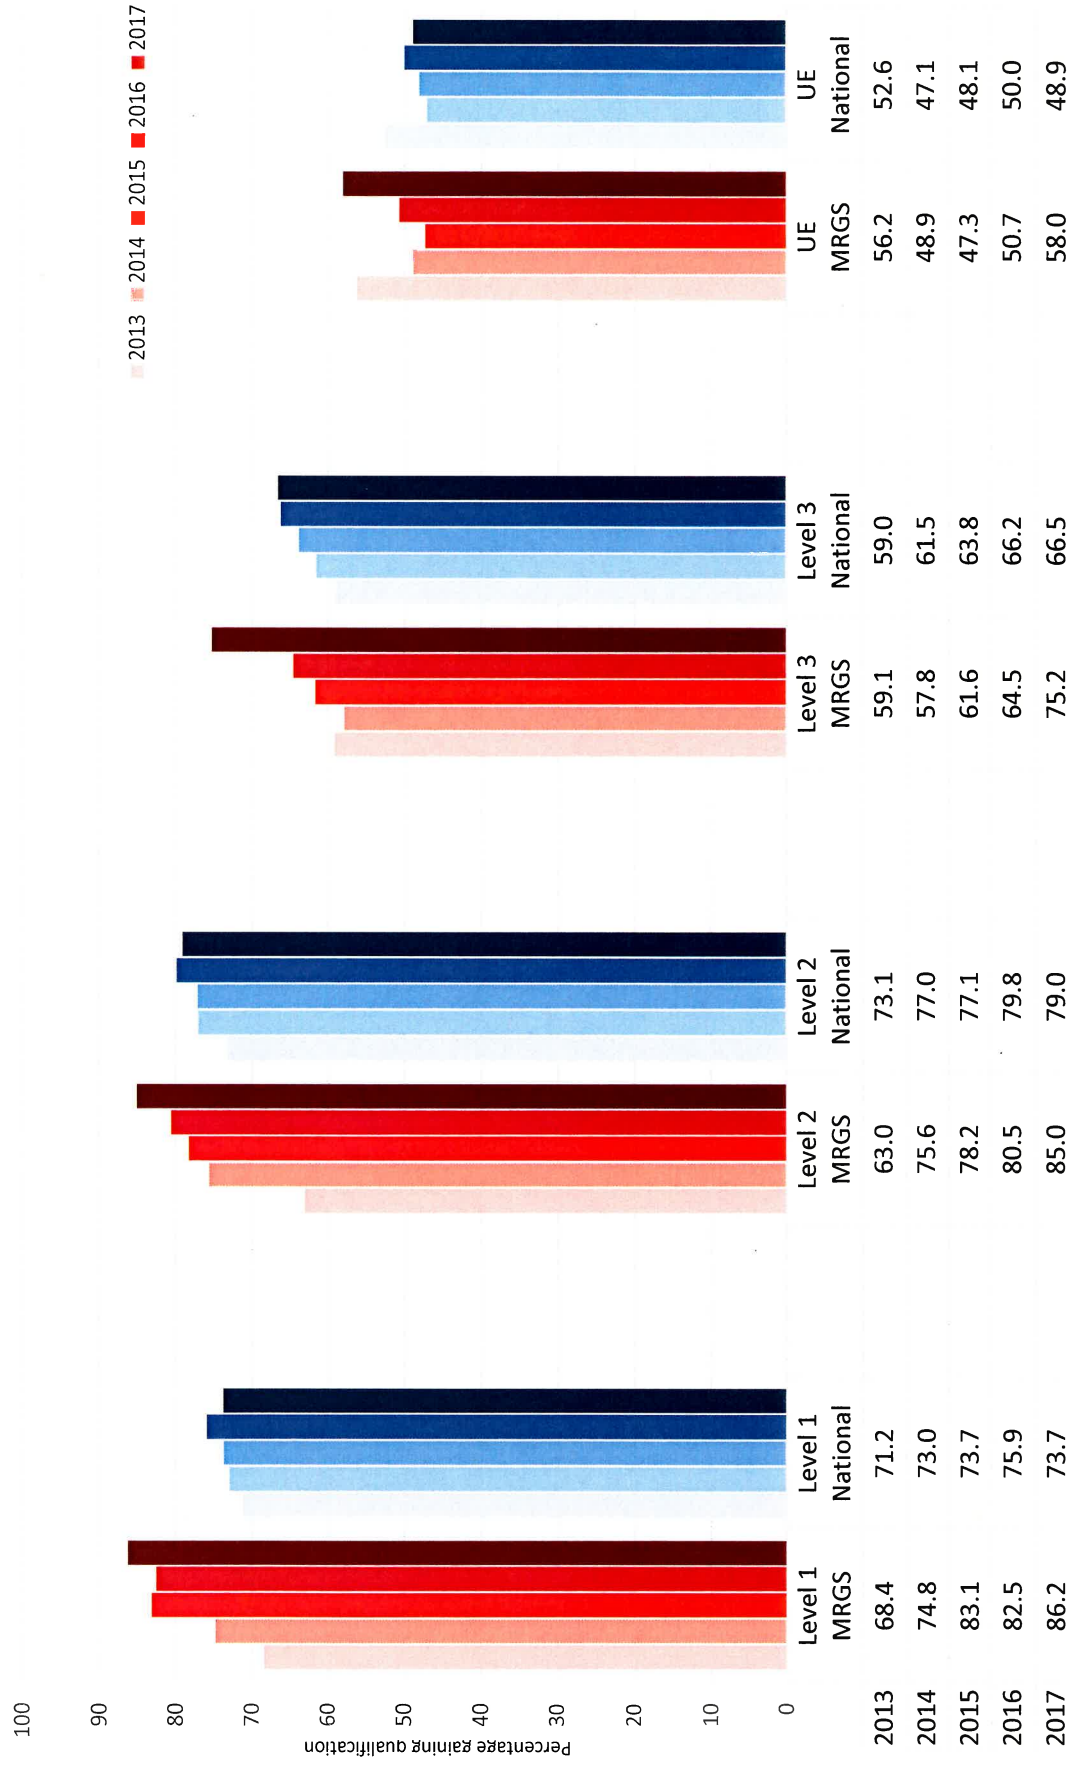 2013 2014 2015 2016 2017
100
90
80
70
60
50
40
30
20
10
0
Percentage gaining qualification
Level 1 MRGS Level 1 National Level 2 MRGS Level 2 National Level 3 MRGS Level 3 National UE MRGS UE National
2013 68.4 71.2 63.0 73.1 59.1 59.0 56.2 52.6
2014 74.8 73.0 75.6 77.0 57.8 61.5 48.9 47.1
2015 83.1 73.7 78.2 77.1 61.6 63.8 47.3 48.1
2016 82.5 75.9 80.5 79.8 64.5 66.2 50.7 50.0
2017 86.2 73.7 85.0 79.0 75.2 66.5 58.0 48.9